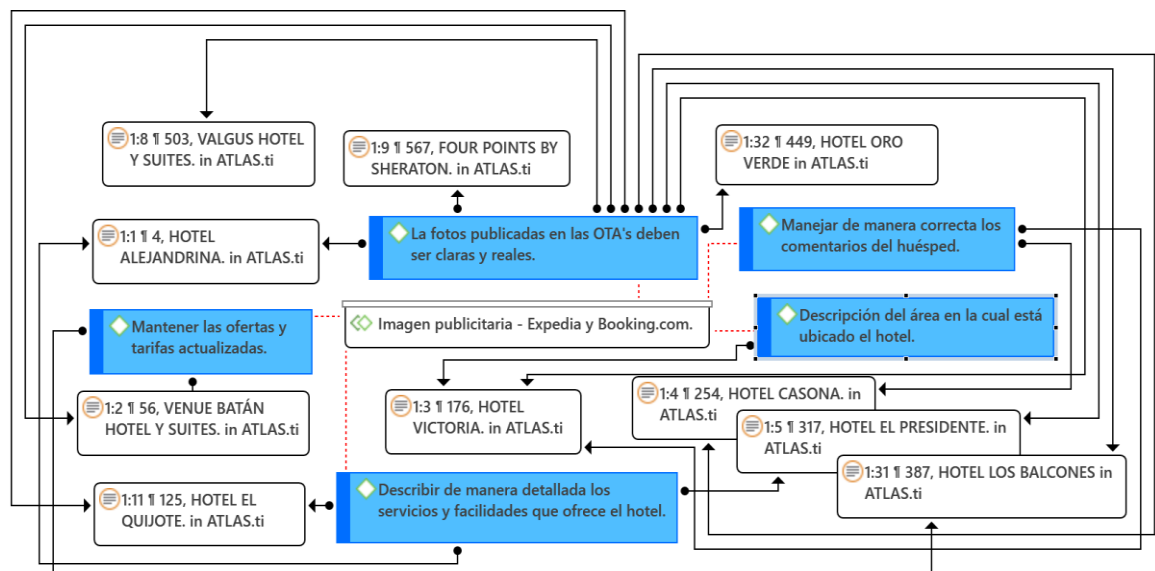 1:8 ¶ 503, VALGUS HOTEL
Y SUITES. in ATLAS.ti
1:9 ¶ 567, FOUR POINTS BY
SHERATON. in ATLAS.ti
1:32 ¶ 449, HOTEL ORO
VERDE in ATLAS.ti
1:1 ¶ 4, HOTEL
ALEJANDRINA. in ATLAS.ti
La fotos publicadas en las OTA's deben
ser claras y reales.
Manejar de manera correcta los
comentarios del huésped.
Mantener las ofertas y
tarifas actualizadas.
Imagen publicitaria - Expedia y Booking.com.
Descripción del área en la cual está
ubicado el hotel.
1:2 ¶ 56, VENUE BATÁN
HOTEL Y SUITES. in ATLAS.ti
1:3 ¶ 176, HOTEL
VICTORIA. in ATLAS.ti
1:4 ¶ 254, HOTEL CASONA. in
ATLAS.ti
1:5 ¶ 317, HOTEL EL PRESIDENTE. in
ATLAS.ti
1:31 ¶ 387, HOTEL LOS BALCONES in
ATLAS.ti
1:11 ¶ 125, HOTEL EL
QUIJOTE. in ATLAS.ti
Describir de manera detallada los
servicios y facilidades que ofrece el hotel.